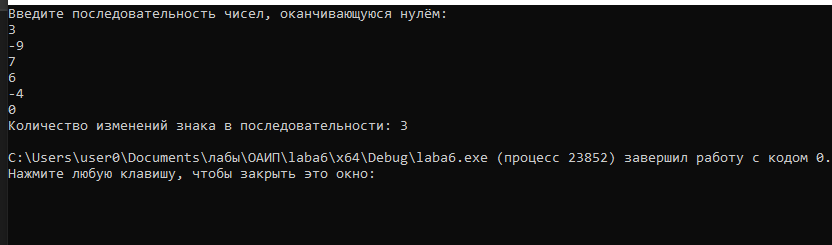 Введите последовательность чисел, оканчивающуюся нулём:
3
-9
7
6
-4
0
Количество изменений знака в последовательности: 3
C:\Users\user0\Documents\лабы\ОАИП\laba6\x64\Debug\laba6.exe (процесс 23852) завершил работу с кодом 0.
Нажмите любую клавишу, чтобы закрыть это окно: